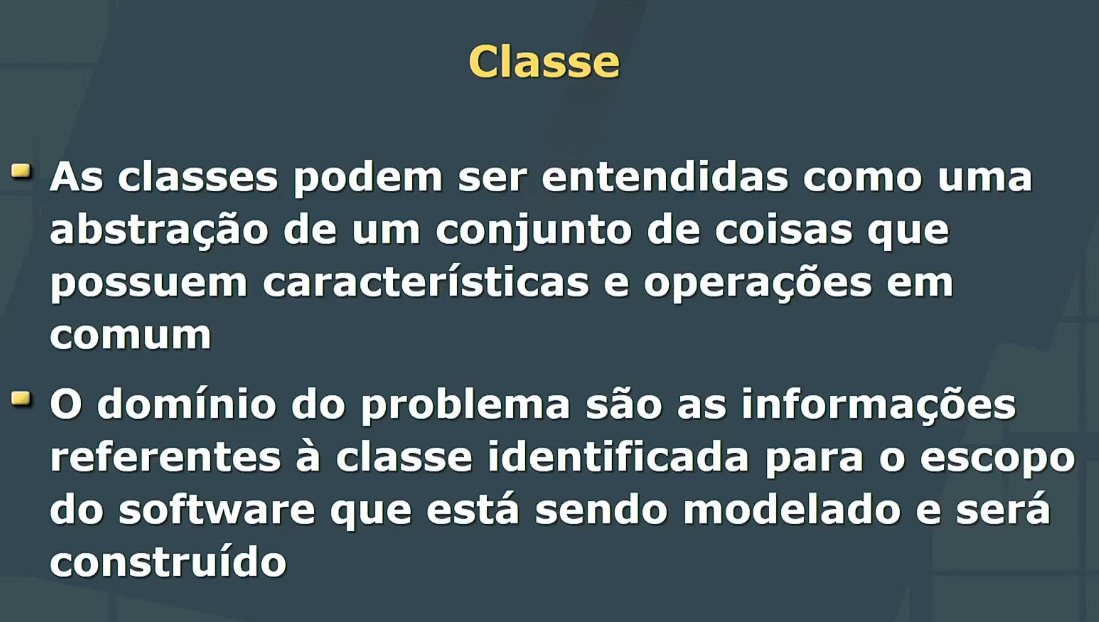 Classe
As classes podem ser entendidas como uma
abstração de um conjunto de coisas que
possuem características e operações em
comum
O domínio do problema são as informações
referentes à classe identificada para o escopo
do software que está sendo modelado e será
construído